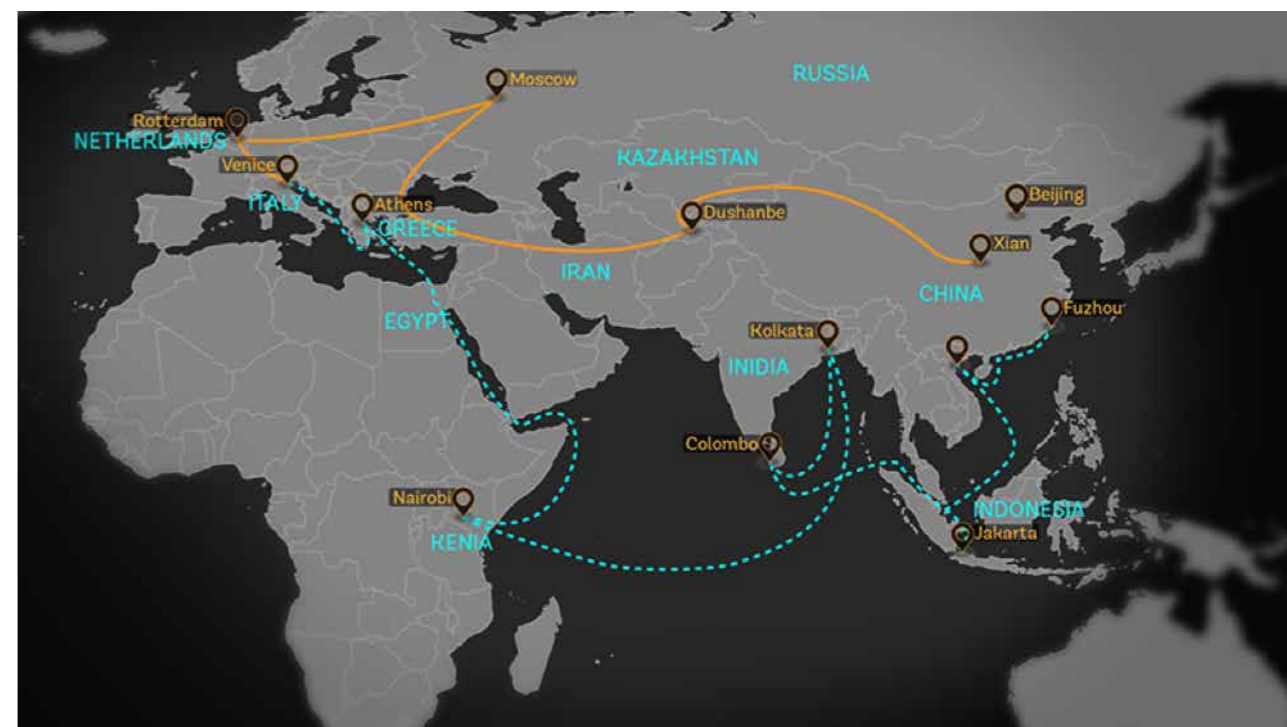 RUSSIA
Moscow
Rotterdam
NETHERLANDS
KAZAKHSTAN
Venice
ITALY
Athens
GREECE
Dushanbe
Beijing
Xian
IRAN
CHINA
EGYPT
Fuzhou
Kolkata
INIDIA
Colombo
Nairobi
KENIA
INDONESIA
Jakarta